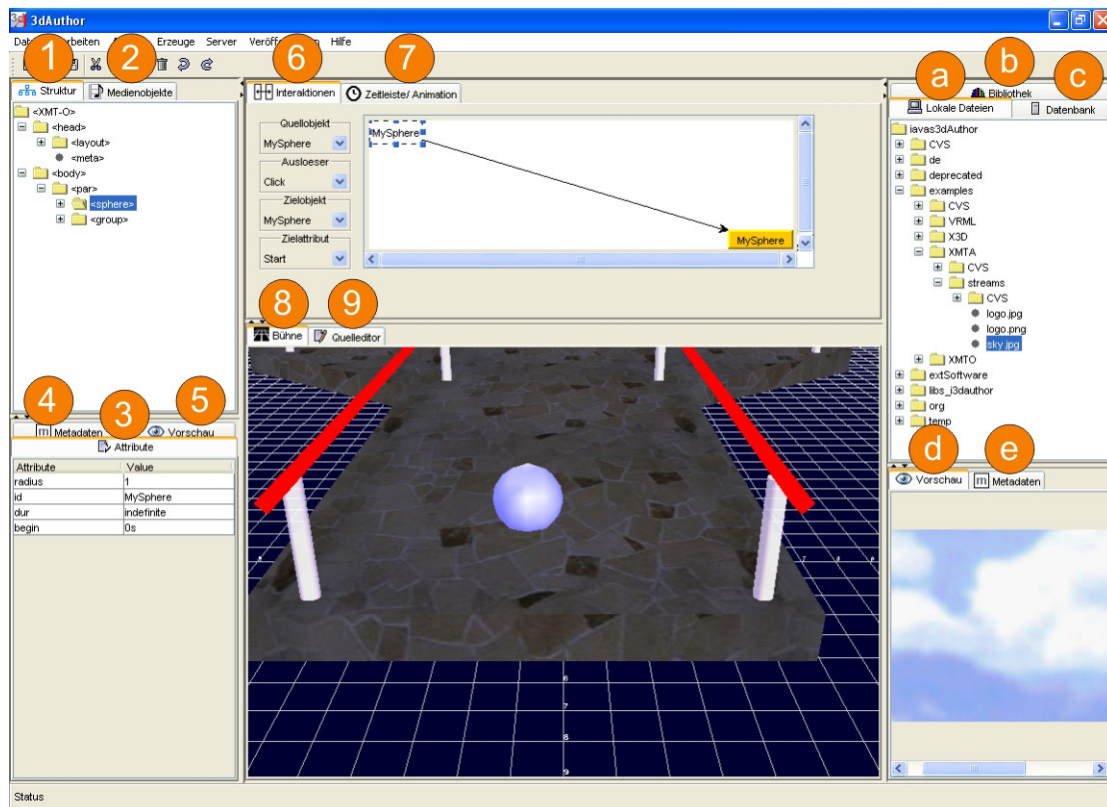 3dAuthor
Erzeuge Server Hilfe
1
2
6
7
a
b
c
Struktur
Medienobjekte
<XMT-O>
<head>
<layout>
<meta>
<body>
<par>
<sphere>
<group>
Interaktionen
Zeitleiste/ Animation
Quellobjekt
MySphere
Ausloeser
Click
Zielobjekt
MySphere
Zielattribut
Start
MySphere
MySphere
Bibliothek
Lokale Dateien
Datenbank
iavas3dAuthor
CVS
de
deprecated
examples
CVS
VRML
X3D
XMTA
CVS
streams
CVS
logo.jpg
logo.png
sky.jpg
XMTO
extSoftware
libs_i3dauthor
org
temp
4
3
5
Metadaten
Vorschau
Attribute
Attribute Value
radius 1
id MySphere
dur indefinite
begin 0s
8
9
Bühne
Quelleditor
6
7
8
9
d
e
Vorschau
Metadaten
Status